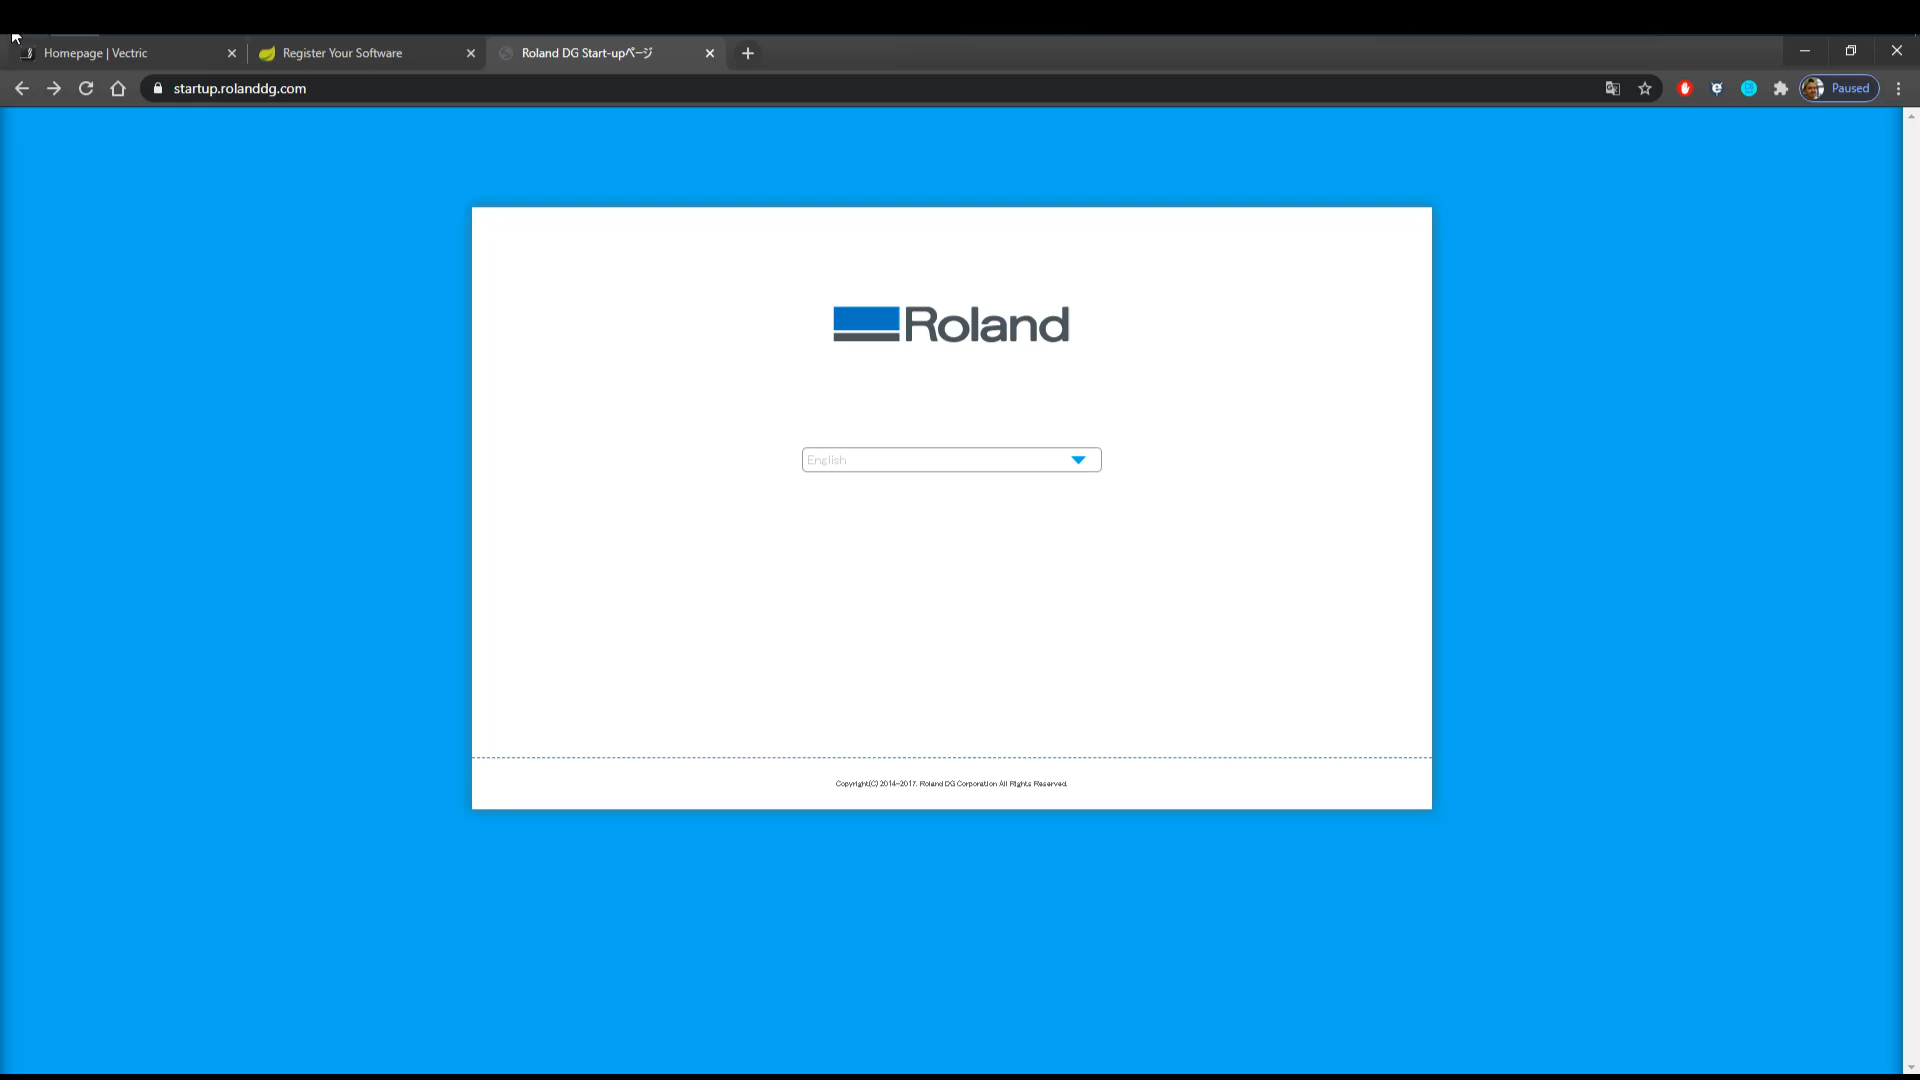 Homepage | Vectric
Register Your Software
Roland DG Start-upページ
startup.rolanddg.com
Paused
Roland
English
Copyright(C) 2014-2017. Roland DG Corporation All Rights Reserved.